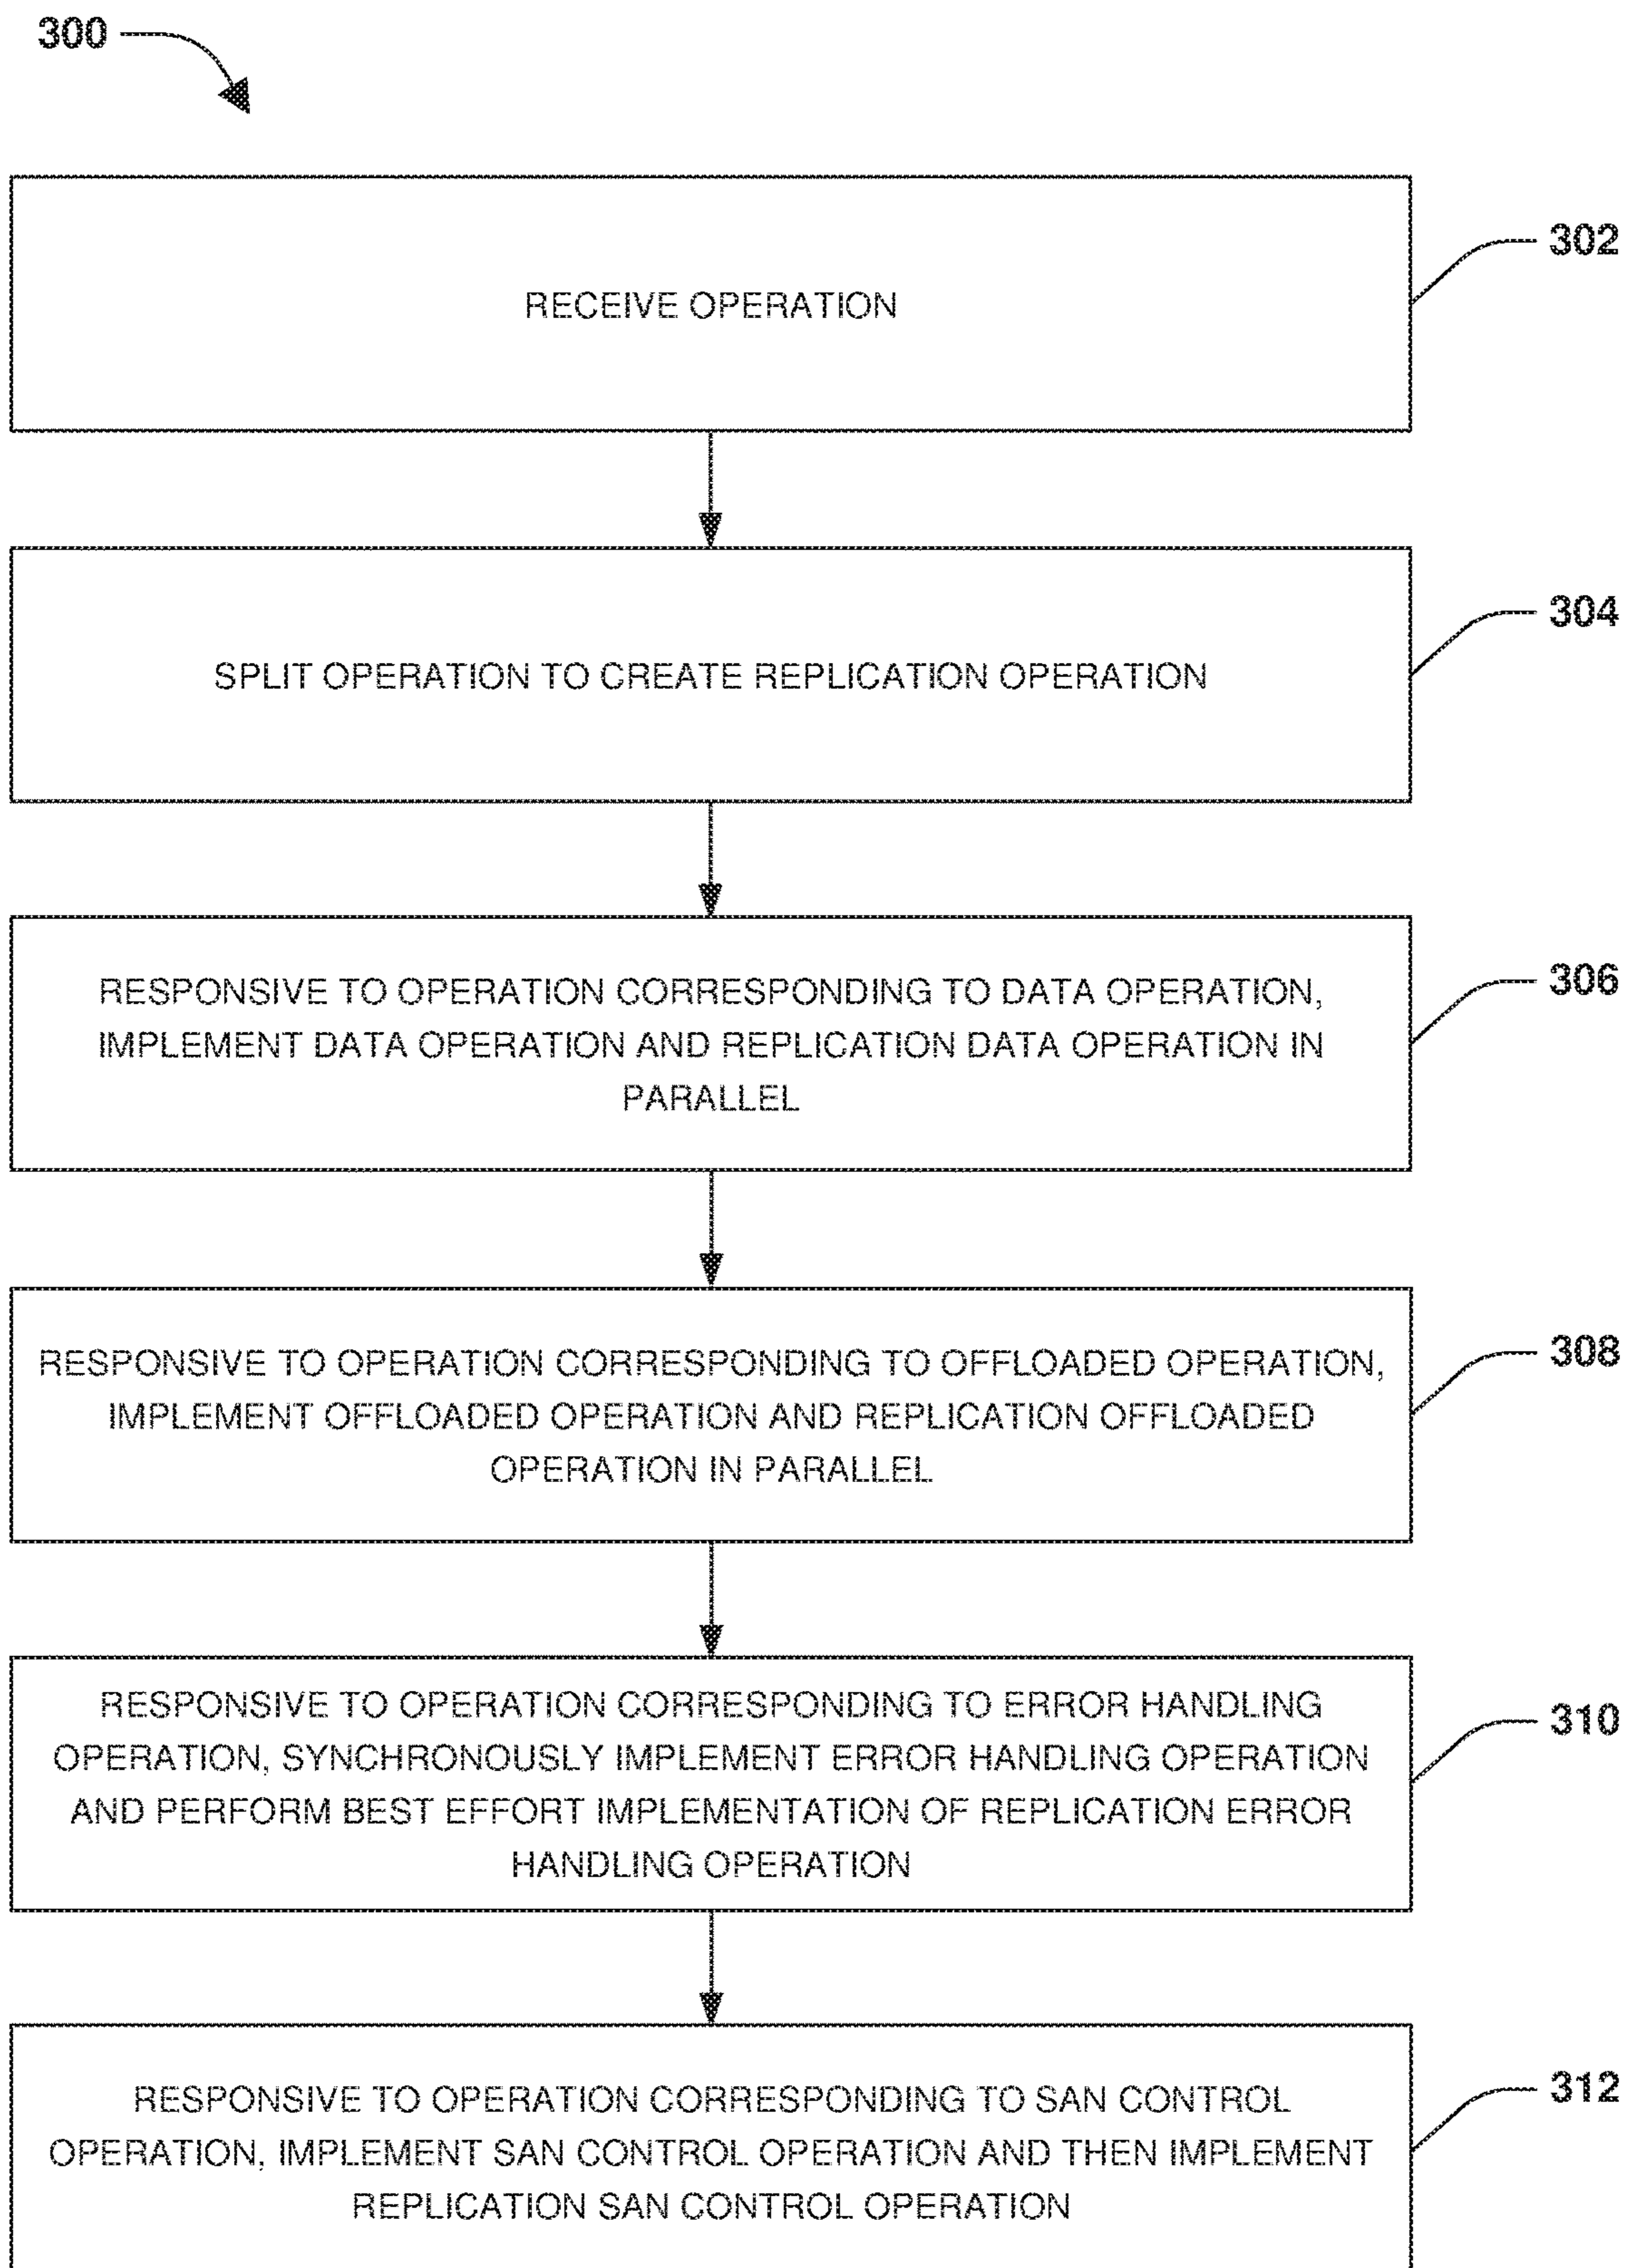 300
RECEIVE OPERATION
302
SPLIT OPERATION TO CREATE REPLICATION OPERATION
304
RESPONSIVE TO OPERATION CORRESPONDING TO DATA OPERATION,
IMPLEMENT DATA OPERATION AND REPLICATION DATA OPERATION IN
PARALLEL
306
RESPONSIVE TO OPERATION CORRESPONDING TO OFFLOADED OPERATION,
IMPLEMENT OFFLOADED OPERATION AND REPLICATION OFFLOADED
OPERATION IN PARALLEL
308
RESPONSIVE TO OPERATION CORRESPONDING TO ERROR HANDLING
OPERATION, SYNCHRONOUSLY IMPLEMENT ERROR HANDLING OPERATION
AND PERFORM BEST EFFORT IMPLEMENTATION OF REPLICATION ERROR
HANDLING OPERATION
310
RESPONSIVE TO OPERATION CORRESPONDING TO SAN CONTROL
OPERATION, IMPLEMENT SAN CONTROL OPERATION AND THEN IMPLEMENT
REPLICATION SAN CONTROL OPERATION
312